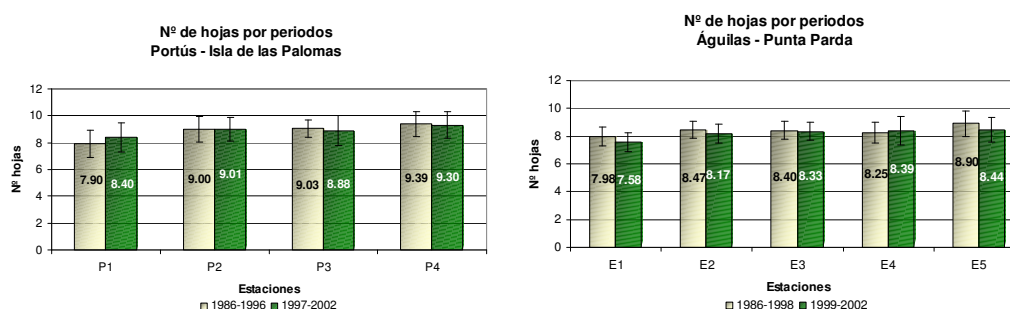 Nº de hojas por periodos
Portús - Isla de las Palomas
Nº hojas
12
10
8
6
4
2
0
7.90
8.40
9.00
9.01
9.03
8.88
9.39
9.30
P1
P2
P3
P4
Estaciones
1986-1996
1997-2002
Nº de hojas por periodos
Águilas - Punta Parda
Nº hojas
12
10
8
6
4
2
0
7.98
7.58
8.47
8.17
8.40
8.33
8.25
8.39
8.90
8.44
E1
E2
E3
E4
E5
Estaciones
1986-1998
1999-2002